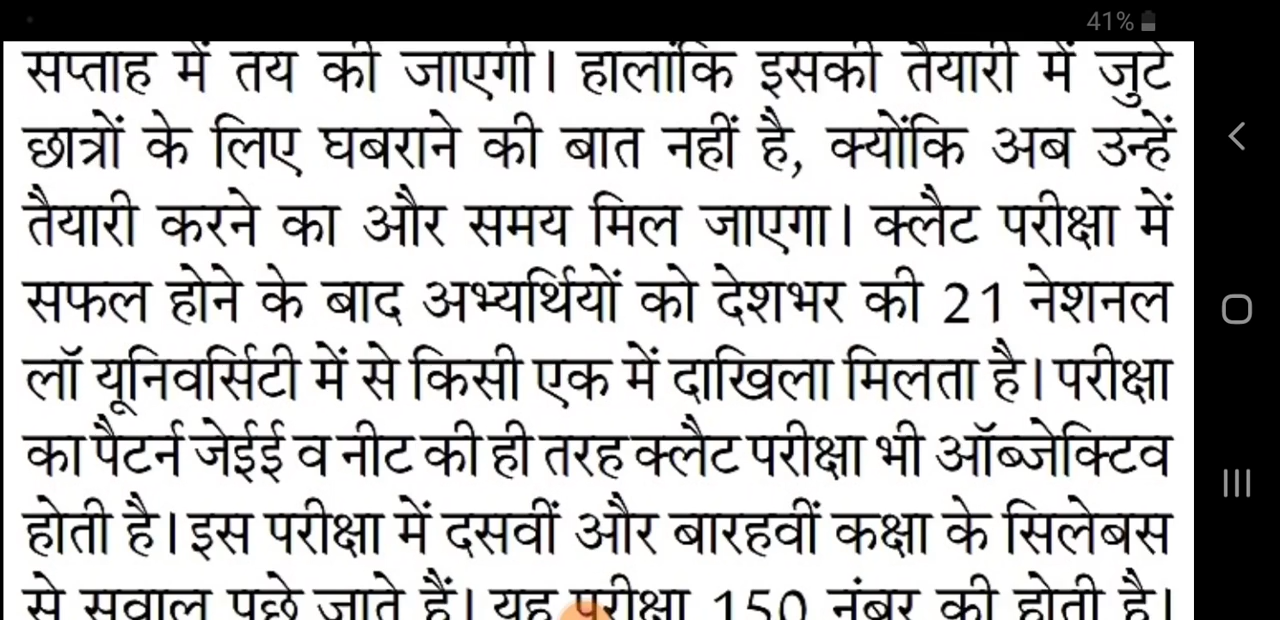 41%
सप्ताह में तय की जाएगी। हालांकि इसकी तैयारी में जुटे
छात्रों के लिए घबराने की बात नहीं है, क्योंकि अब उन्हें
तैयारी करने का और समय मिल जाएगा। क्लैट परीक्षा में
सफल होने के बाद अभ्यर्थियों को देशभर की 21 नेशनल
लॉ यूनिवर्सिटी में से किसी एक में दाखिला मिलता है। परीक्षा
का पैटर्न जेईई व नीट की ही तरह क्लैट परीक्षा भी ऑब्जेक्टिव
होती है। इस परीक्षा में दसवीं और बारहवीं कक्षा के सिलेबस
से सवाल पूछे जाते हैं। यह परीक्षा 150 नंबर की होती है।